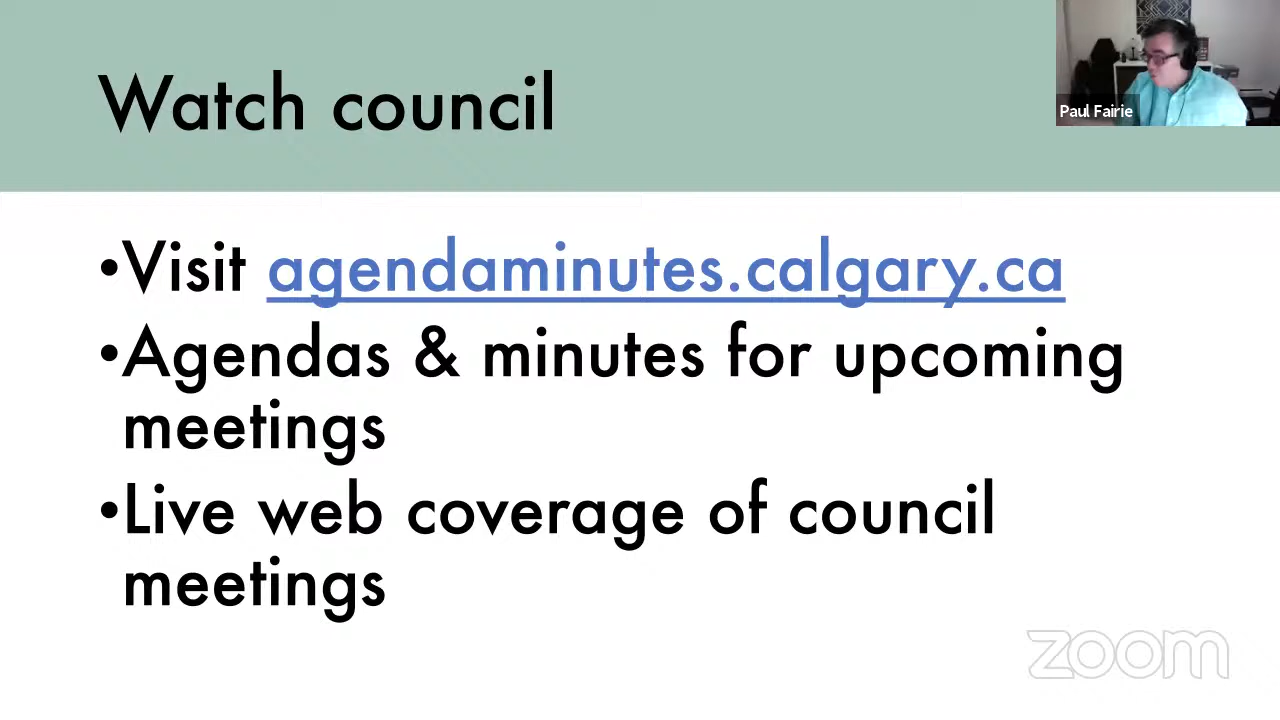 Watch council
Paul Fairie
•Visit agendaminutes.calgary.ca
•Agendas & minutes for upcoming
meetings
•Live web coverage of council
meetings
zoom